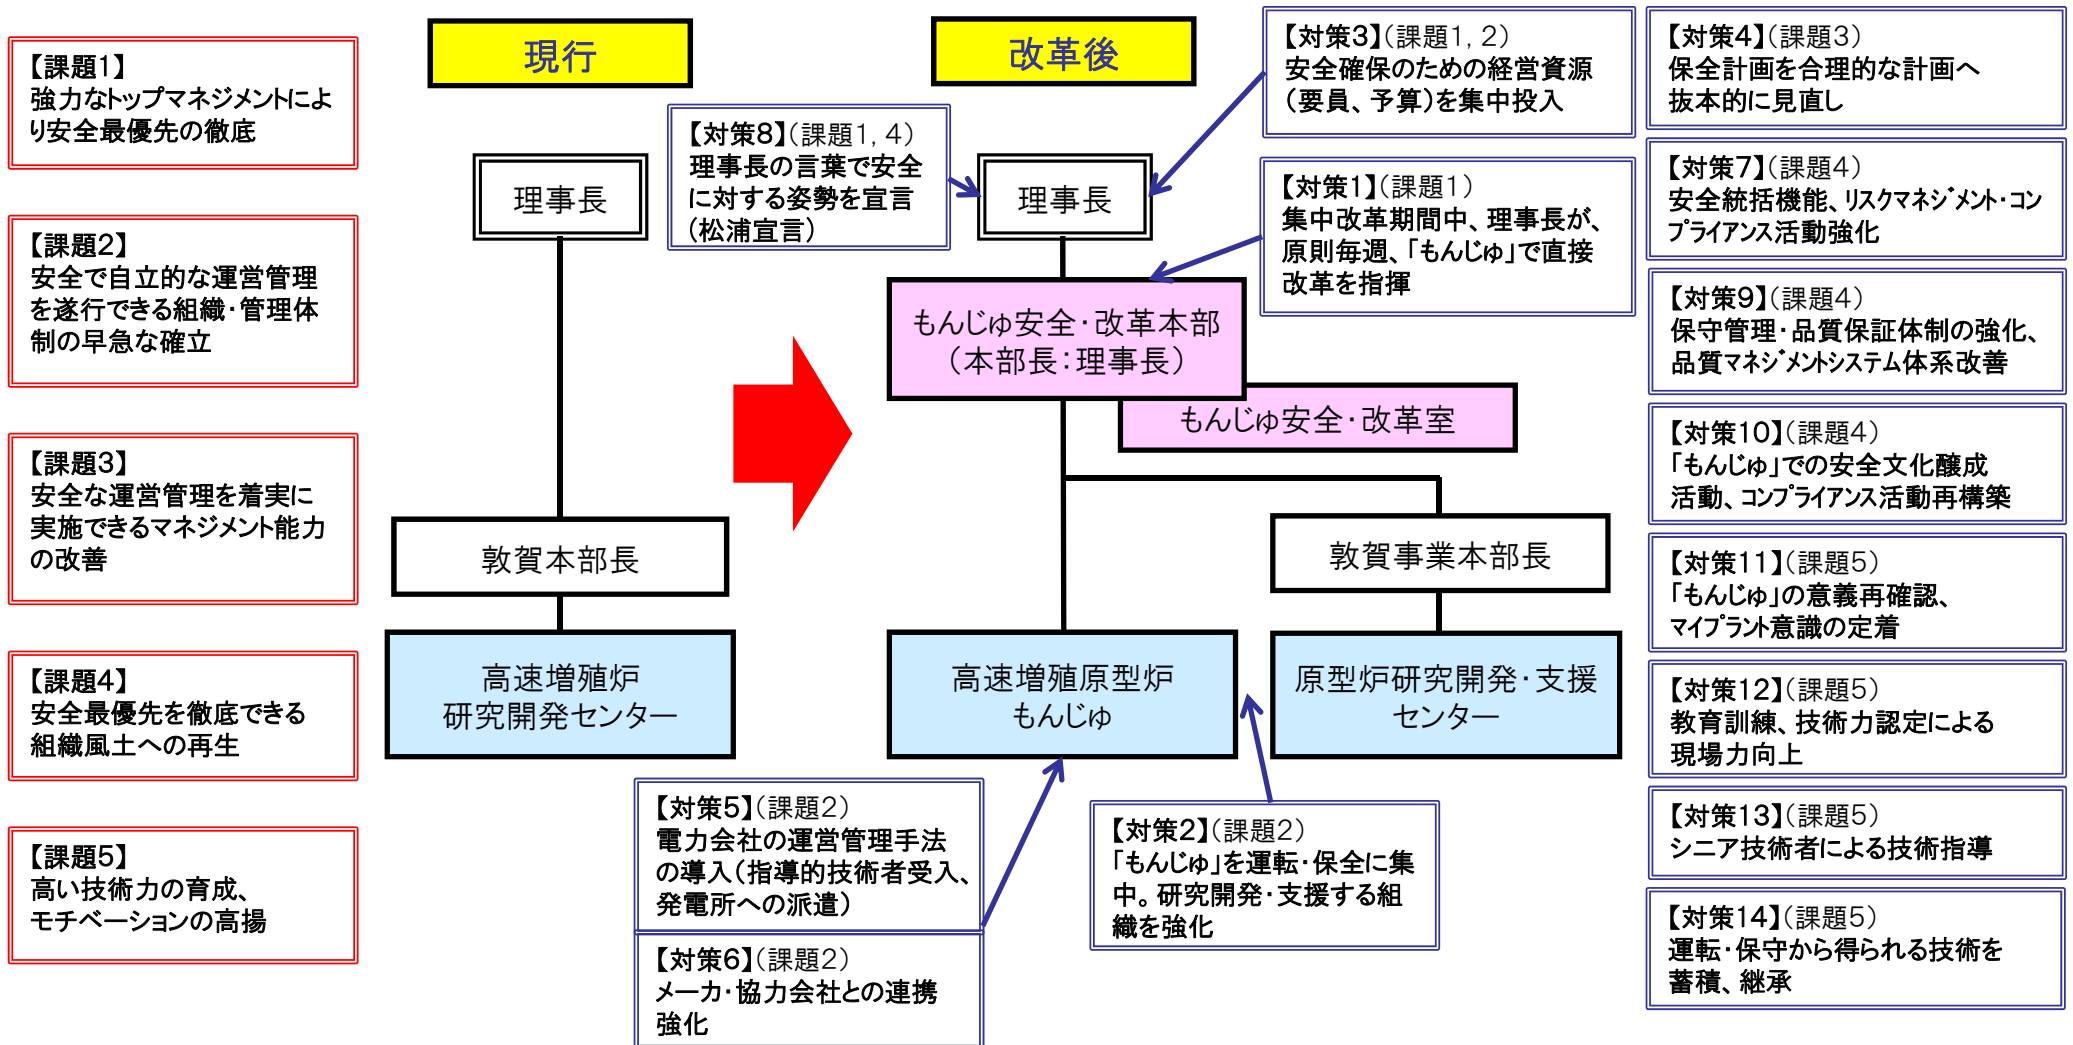 【課題1】
強力なトップマネジメントによ
り安全最優先の徹底
【課題2】
安全で自立的な運営管理
を遂行できる組織・管理体
制の早急な確立
【課題3】
安全な運営管理を着実に
実施できるマネジメント能力
の改善
【課題4】
安全最優先を徹底できる
組織風土への再生
【課題5】
高い技術力の育成、
モチベーションの高揚
現行
理事長
敦賀本部長
高速増殖炉
研究開発センター
改革後
【対策8】(課題1, 4)
理事長の言葉で安全
に対する姿勢を宣言
(松浦宣言)
理事長
もんじゅ安全・改革本部
(本部長:理事長)
もんじゅ安全・改革室
敦賀事業本部長
高速増殖原型炉
もんじゅ
原型炉研究開発・支援
センター
【対策5】(課題2)
電力会社の運営管理手法
の導入(指導的技術者受入、
発電所への派遣)
【対策6】(課題2)
メーカ・協力会社との連携
強化
【対策2】(課題2)
「もんじゅ」を運転・保全に集
中。研究開発・支援する組
織を強化
【対策3】(課題1, 2)
安全確保のための経営資源
(要員、予算)を集中投入
【対策1】(課題1)
集中改革期間中、理事長が、
原則毎週、「もんじゅ」で直接
改革を指揮
【対策4】(課題3)
保全計画を合理的な計画へ
抜本的に見直し
【対策7】(課題4)
安全統括機能、リスクマネジメント・コン
プライアンス活動強化
【対策9】(課題4)
保守管理・品質保証体制の強化、
品質マネジメントシステム体系改善
【対策10】(課題4)
「もんじゅ」での安全文化醸成
活動、コンプライアンス活動再構築
【対策11】(課題5)
「もんじゅ」の意義再確認、
マイプラント意識の定着
【対策12】(課題5)
教育訓練、技術力認定による
現場力向上
【対策13】(課題5)
シニア技術者による技術指導
【対策14】(課題5)
運転・保守から得られる技術を
蓄積、継承